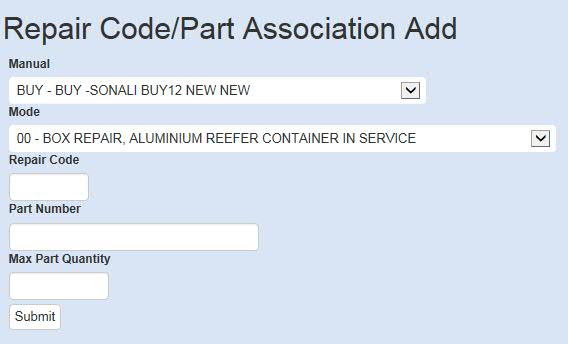 Repair Code/Part Association Add
Manual
BUY - BUY -SONALI BUY12 NEW NEW
Mode
00 - BOX REPAIR, ALUMINIUM REEFER CONTAINER IN SERVICE
Repair Code
Part Number
Max Part Quantity
Submit